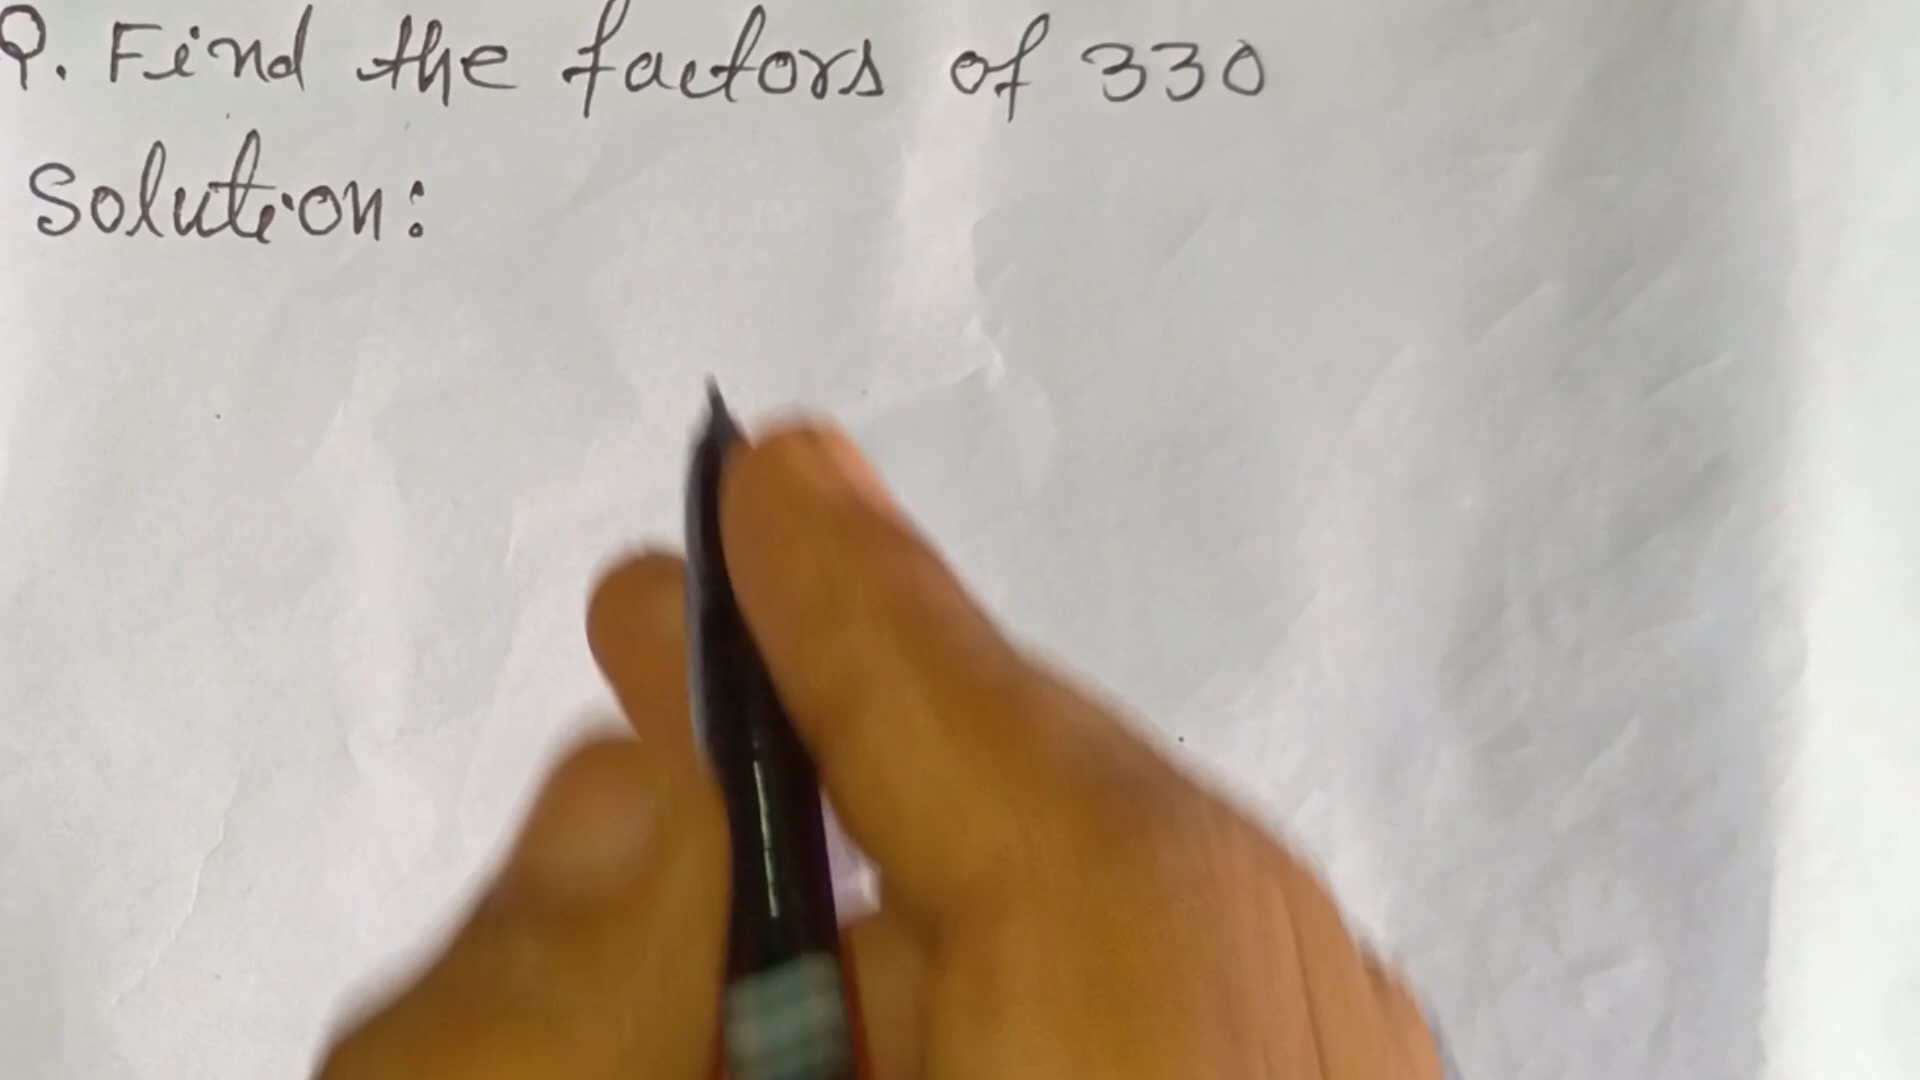 Q. Find the factors of 330
Solution: